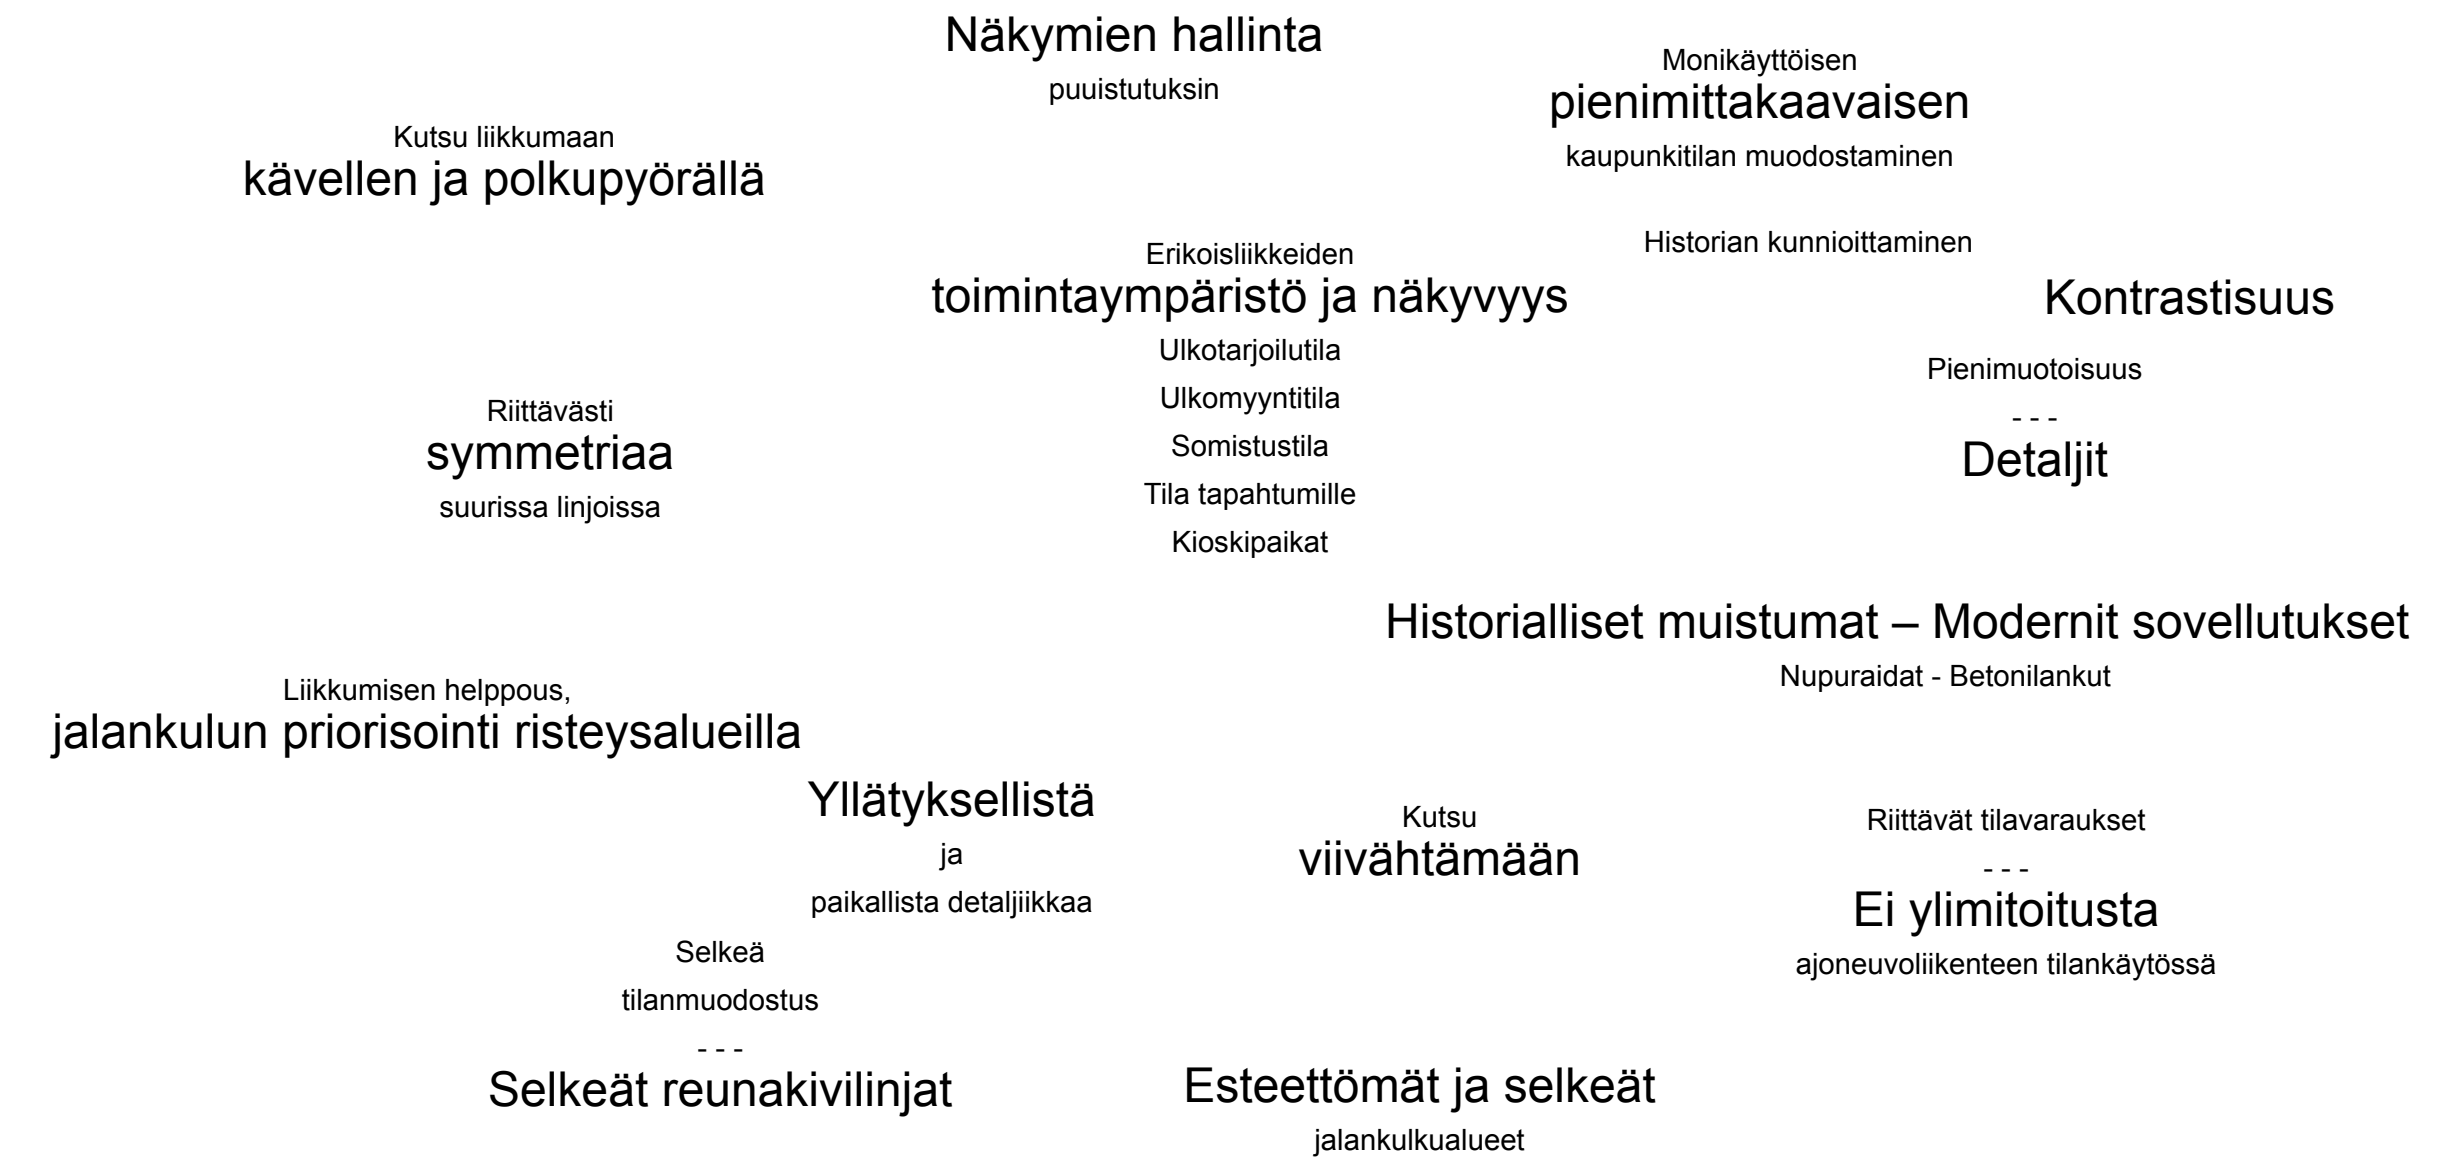 Näkymien hallinta
puuistutuksin
Monikäyttöisen
pienimittakaavaisen
kaupunkitilan muodostaminen
Kutsu liikkumaan
kävellen ja polkupyörällä
Historian kunnioittaminen
Erikoisliikkeiden
toimintaympäristö ja näkyvyys
Ulkotarjoilutila
Ulkomyyntitila
Somistustila
Tila tapahtumille
Kioskipaikat
Kontrastisuus
Pienimuotoisuus
- - -
Detaljit
Riittävästi
symmetriaa
suurissa linjoissa
Historialliset muistumat – Modernit sovellutukset
Nupuraidat - Betonilankut
Liikkumisen helppous,
jalankulun priorisointi risteysalueilla
Yllätyksellistä
ja
paikallista detaljiikkaa
Kutsu
viivähtämään
Riittävät tilavaraukset
- - -
Ei ylimitoitusta
ajoneuvoliikenteen tilankäytössä
Selkeä
tilanmuodostus
- - -
Selkeät reunakivilinjat
Esteettömät ja selkeät
jalankulkualueet